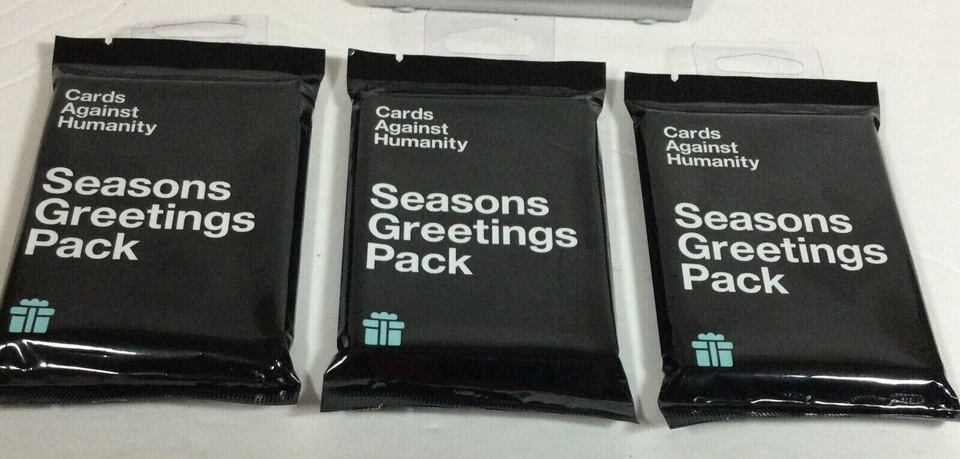 Cards
Against
Humanity
Seasons
Greetings
Pack
Cards
Against
Humanity
Seasons
Greetings
Pack
Cards
Against
Humanity
Seasons
Greetings
Pack